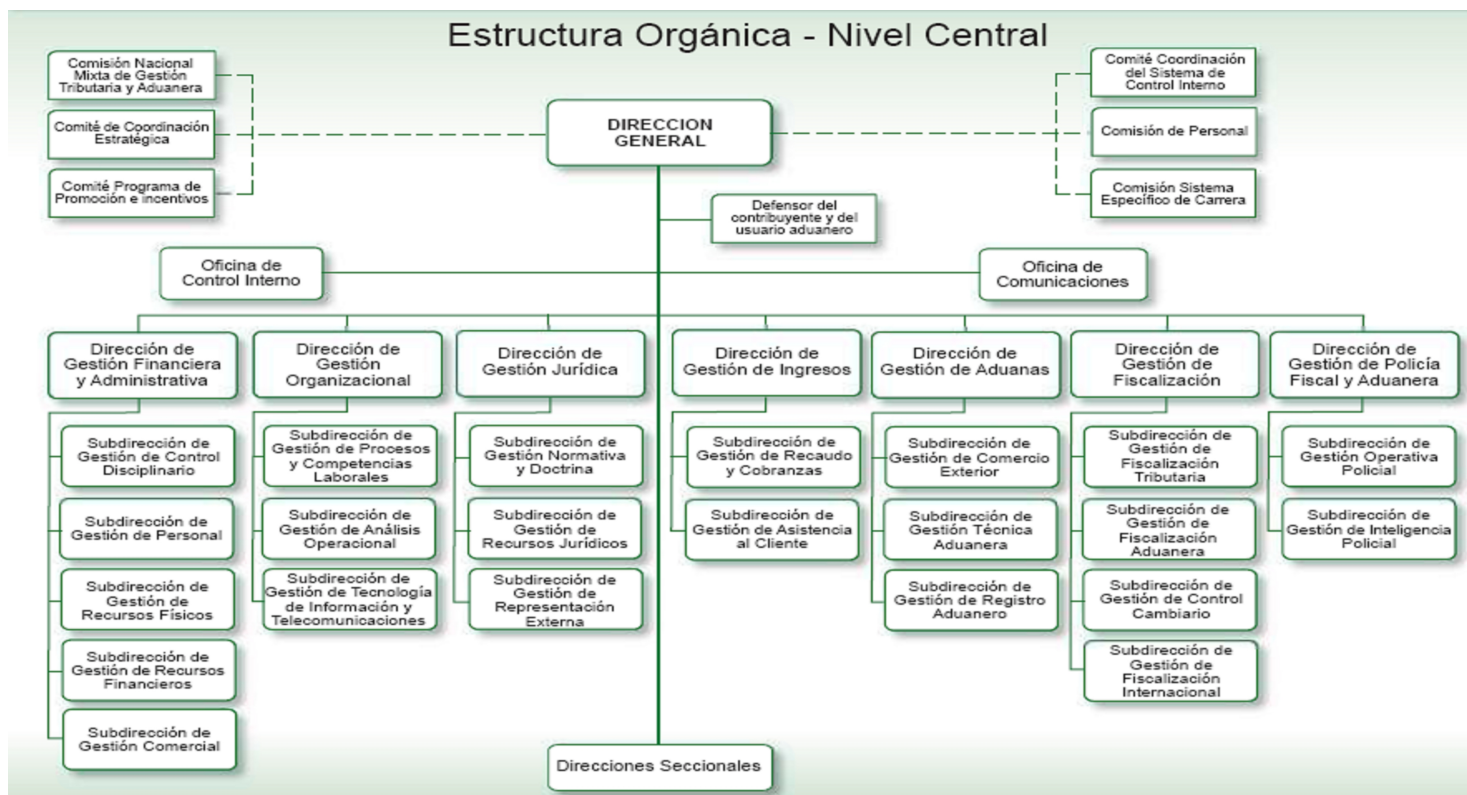 Estructura Orgánica - Nivel Central
Comisión Nacional
Mixta de Gestión
Tributaria y Aduanera
Comité de Coordinación
Estratégica
Comité Programa de
Promoción e incentivos
DIRECCION
GENERAL
Comité Coordinación
del Sistema de
Control Interno
Comisión de Personal
Comisión Sistema
Específico de Carrera
Defensor del
contribuyente y del
usuario aduanero
Oficina de
Control Interno
Oficina de
Comunicaciones
Dirección de
Gestión Financiera
y Administrativa
Subdirección de
Gestión de Control
Disciplinario
Subdirección de
Gestión de Personal
Subdirección de
Gestión de
Recursos Físicos
Subdirección de
Gestión de Recursos
Financieros
Subdirección de
Gestión Comercial
Dirección de
Gestión
Organizacional
Subdirección de
Gestión de Procesos
y Competencias
Laborales
Subdirección de
Gestión de Análisis
Operacional
Subdirección de
Gestión de Tecnología
de Información y
Telecomunicaciones
Dirección de
Gestión Jurídica
Subdirección de
Gestión Normativa
y Doctrina
Subdirección de
Gestión de
Recursos Jurídicos
Subdirección de
Gestión de
Representación
Externa
Dirección de
Gestión de Ingresos
Subdirección de
Gestión de Recaudo
y Cobranzas
Subdirección de
Gestión de Asistencia
al Cliente
Dirección de
Gestión de Aduanas
Subdirección de
Gestión de Comercio
Exterior
Subdirección de
Gestión Técnica
Aduanera
Subdirección de
Gestión de Registro
Aduanero
Dirección de
Gestión de
Fiscalización
Subdirección de
Gestión de
Fiscalización
Tributaria
Subdirección de
Gestión de
Fiscalización
Aduanera
Subdirección de
Gestión de Control
Cambiario
Subdirección de
Gestión de
Fiscalización
Internacional
Dirección de
Gestión de Policía
Fiscal y Aduanera
Subdirección de
Gestión Operativa
Policial
Subdirección de
Gestión de Inteligencia
Policial
Direcciones Seccionales